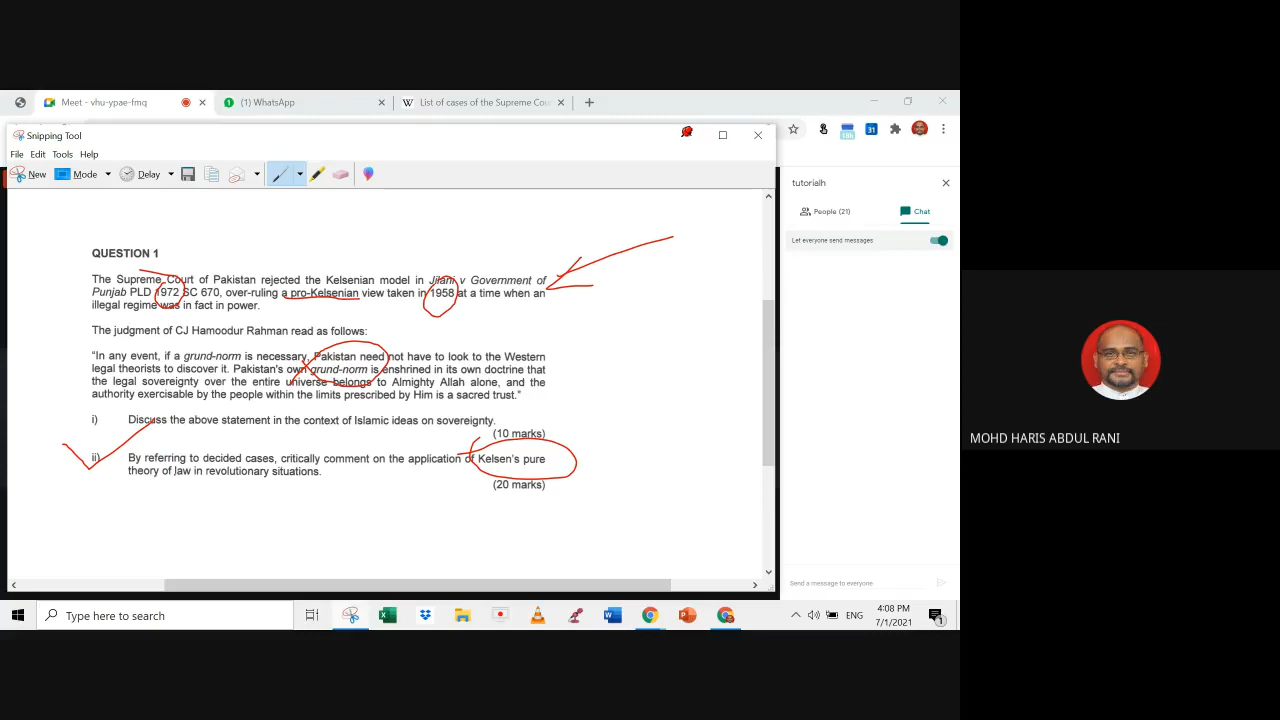 Meet - vhu-ypae-fmq
(1) WhatsApp
List of cases of the Supreme Cou
Snipping Tool
File Edit Tools Help
New Mode Delay
18h
31
tutorialh
People (21)
Chat
Let everyone send messages
QUESTION 1
The Supreme Court of Pakistan rejected the Kelsenian model in Jilani v Government of
Punjab PLD 1972 SC 670, over-ruling a pro-Kelsenian view taken in 1958 at a time when an
illegal regime was in fact in power.
The judgment of CJ Hamoodur Rahman read as follows:
“In any event, if a grund-norm is necessary, Pakistan need not have to look to the Western
legal theorists to discover it. Pakistan's own grund-norm is enshrined in its own doctrine that
the legal sovereignty over the entire universe belongs to Almighty Allah alone, and the
authority exercisable by the people within the limits prescribed by Him is a sacred trust.”
i) Discuss the above statement in the context of Islamic ideas on sovereignty.
(10 marks)
ii) By referring to decided cases, critically comment on the application of Kelsen's pure
theory of law in revolutionary situations.
(20 marks)
Send a message to everyone
MOHD HARIS ABDUL RANI
Type here to search
ENG
4:08 PM
7/1/2021
1